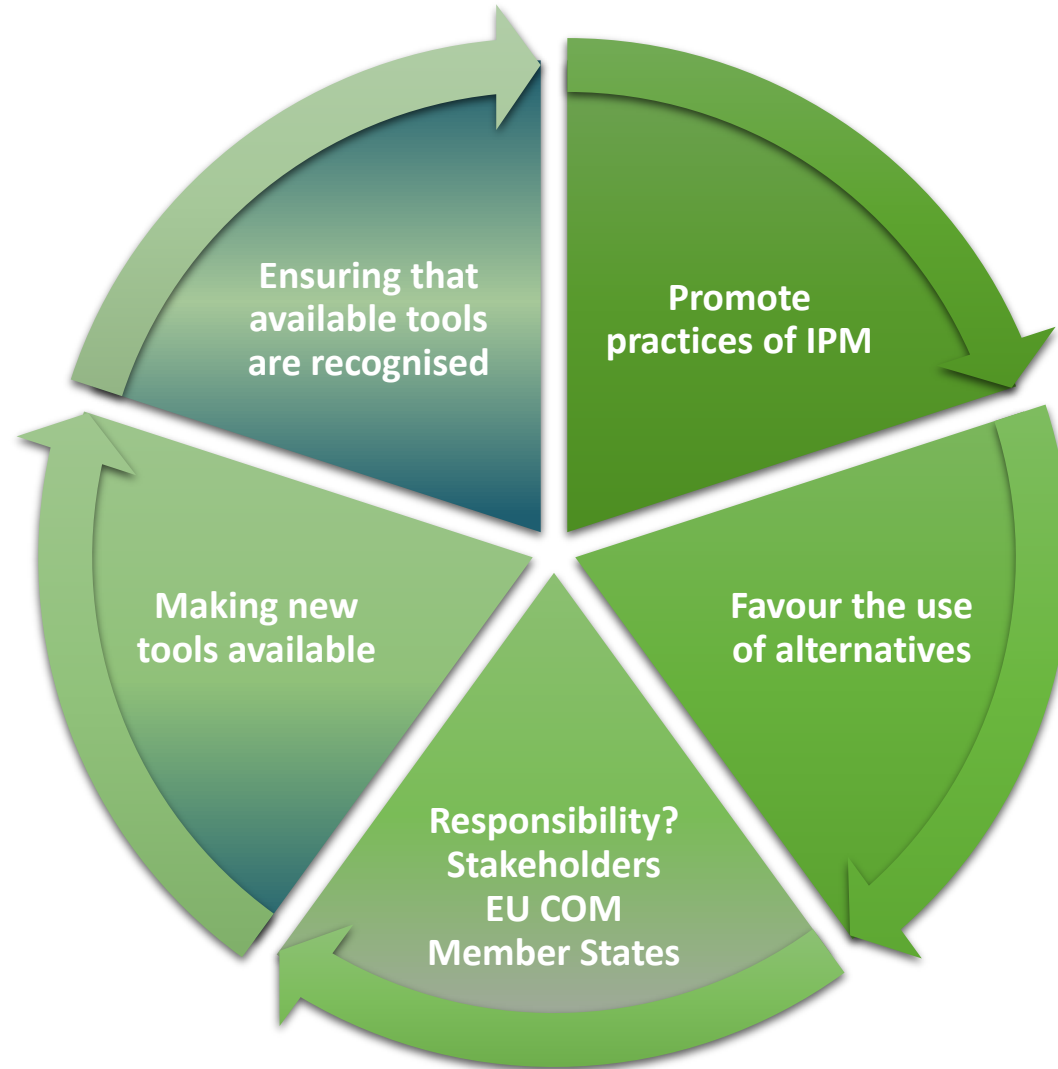 Ensuring that
available tools
are recognised
Promote
practices of IPM
Making new
tools available
Favour the use
of alternatives
Responsibility?
Stakeholders
EU COM
Member States